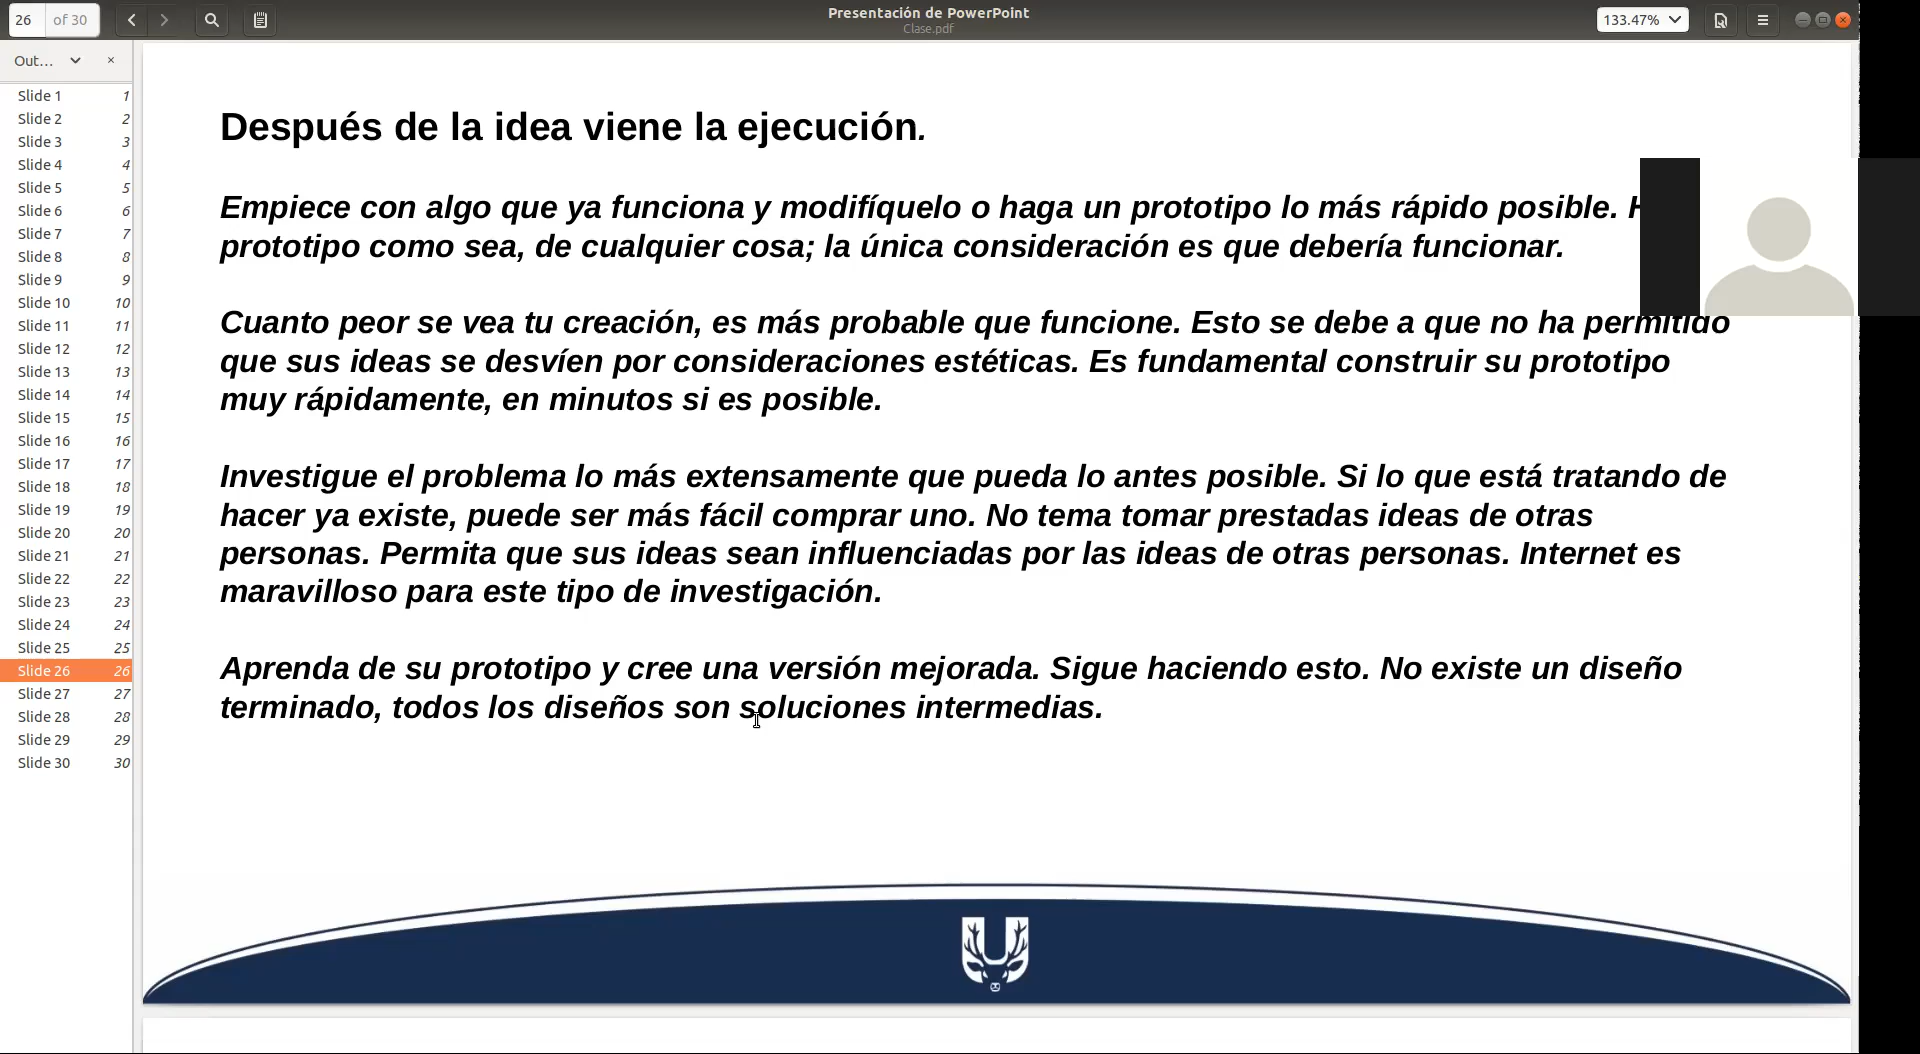 26 of 30
Presentación de PowerPoint
Clase.pdf
133.47%
Out...
Slide 1 1
Slide 2 2
Slide 3 3
Slide 4 4
Slide 5 5
Slide 6 6
Slide 7 7
Slide 8 8
Slide 9 9
Slide 10 10
Slide 11 11
Slide 12 12
Slide 13 13
Slide 14 14
Slide 15 15
Slide 16 16
Slide 17 17
Slide 18 18
Slide 19 19
Slide 20 20
Slide 21 21
Slide 22 22
Slide 23 23
Slide 24 24
Slide 25 25
Slide 26 26
Slide 27 27
Slide 28 28
Slide 29 29
Slide 30 30
Después de la idea viene la ejecución.
Empiece con algo que ya funciona y modifíquelo o haga un prototipo lo más rápido posible.
prototipo como sea, de cualquier cosa; la única consideración es que debería funcionar.
Cuanto peor se vea tu creación, es más probable que funcione. Esto se debe a que no ha permitido
que sus ideas se desvíen por consideraciones estéticas. Es fundamental construir su prototipo
muy rápidamente, en minutos si es posible.
Investigue el problema lo más extensamente que pueda lo antes posible. Si lo que está tratando de
hacer ya existe, puede ser más fácil comprar uno. No tema tomar prestadas ideas de otras
personas. Permita que sus ideas sean influenciadas por las ideas de otras personas. Internet es
maravilloso para este tipo de investigación.
Aprenda de su prototipo y cree una versión mejorada. Sigue haciendo esto. No existe un diseño
terminado, todos los diseños son soluciones intermedias.
U